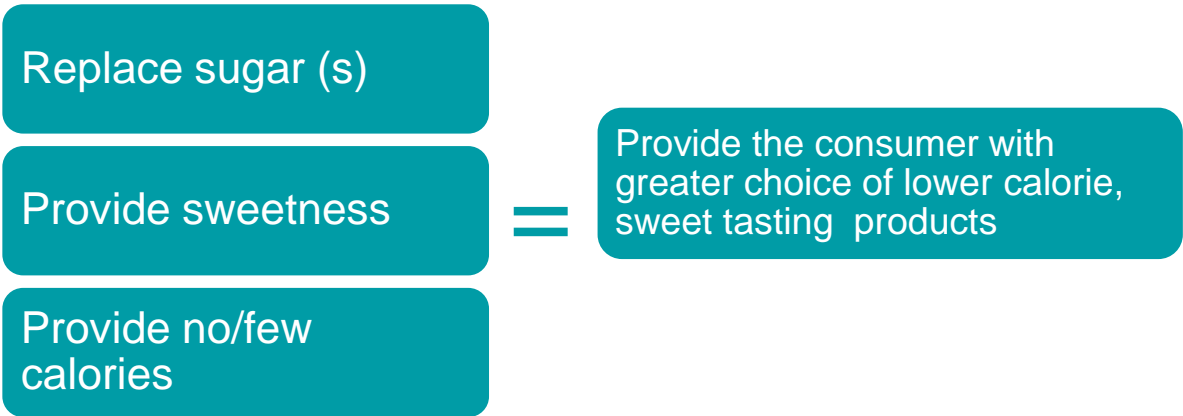 Replace sugar (s)
Provide sweetness
Provide no/few
calories
=
Provide the consumer with
greater choice of lower calorie,
sweet tasting  products